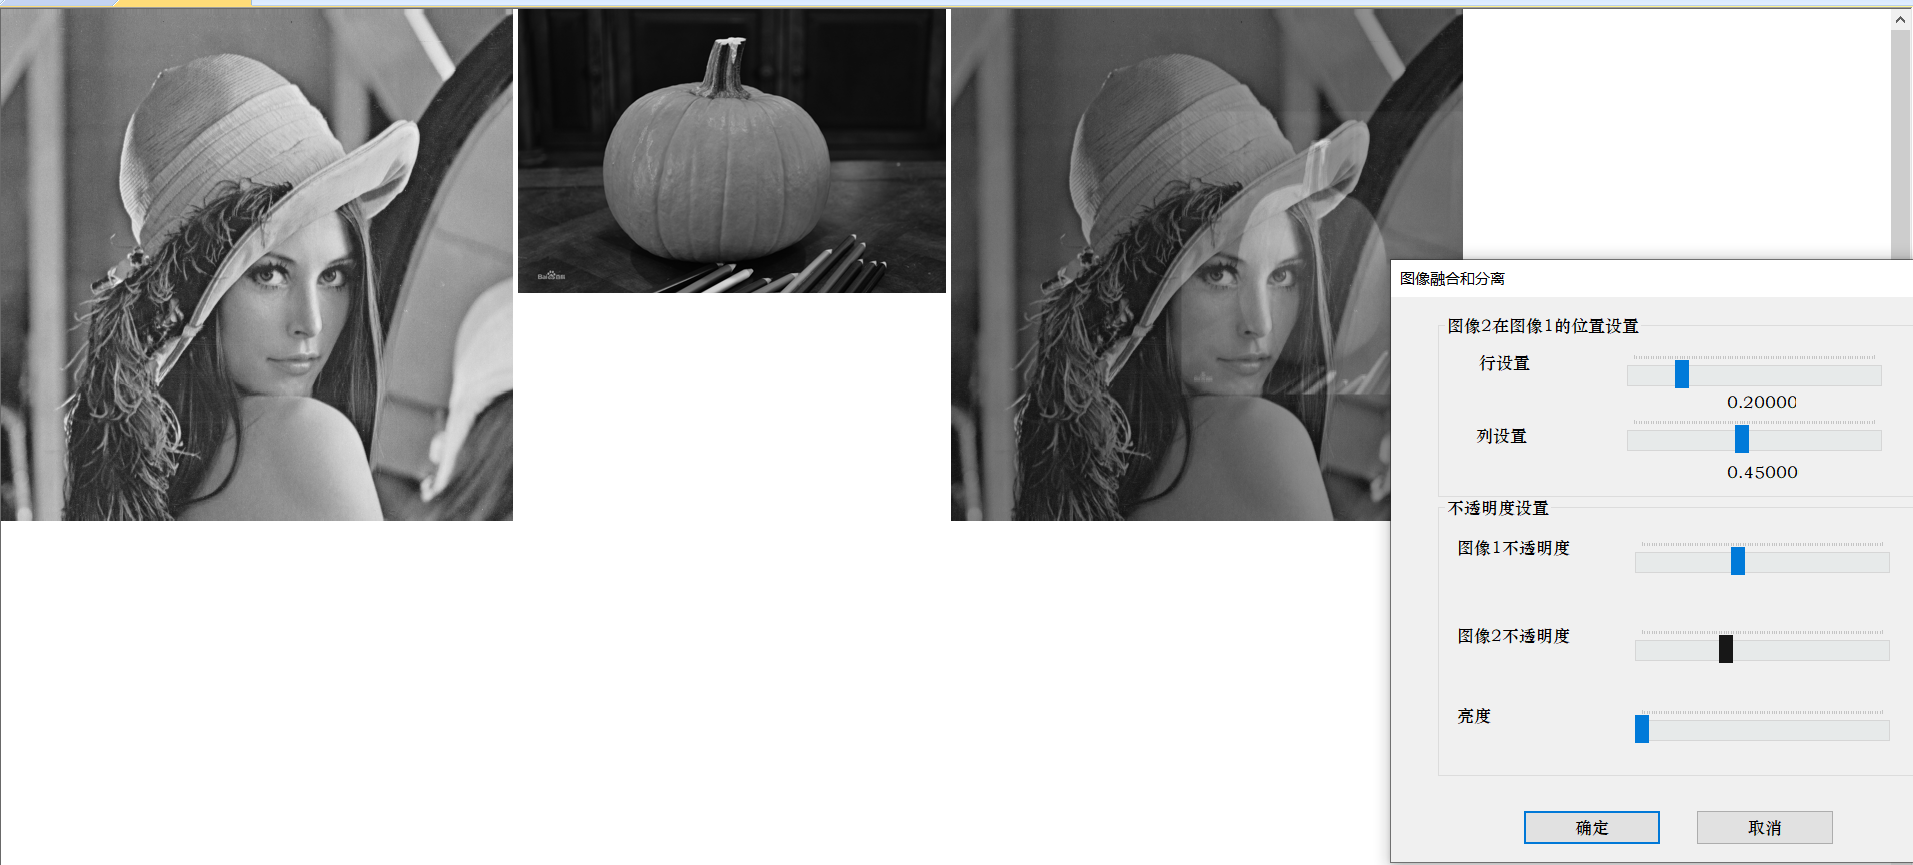 图像融合和分离
图像2在图像1的位置设置
行设置
0.20000
列设置
0.45000
不透明度设置
图像1不透明度
图像2不透明度
亮度
确定
取消